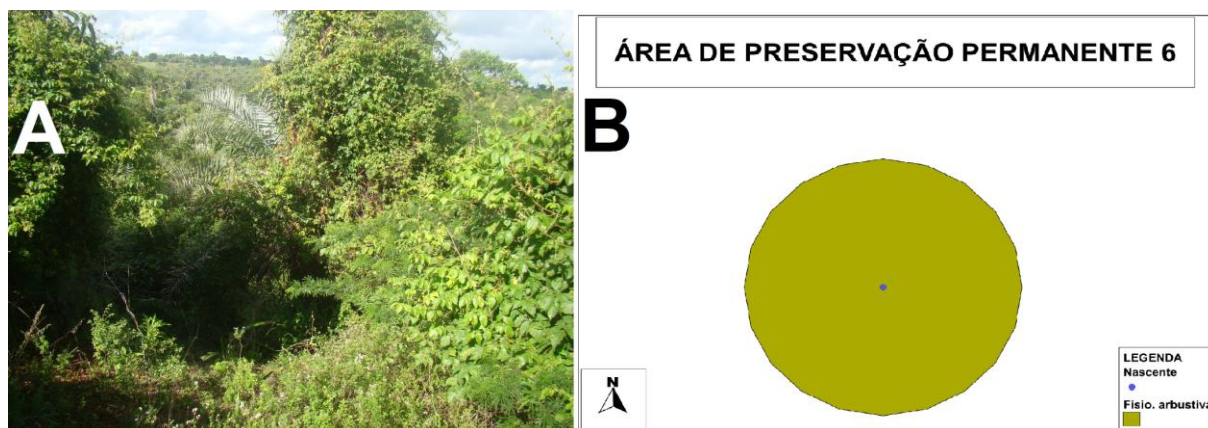 A
B
ÁREA DE PRESERVAÇÃO PERMANENTE 6
N
LEGENDA
Nascente
Fisio. arbustiva